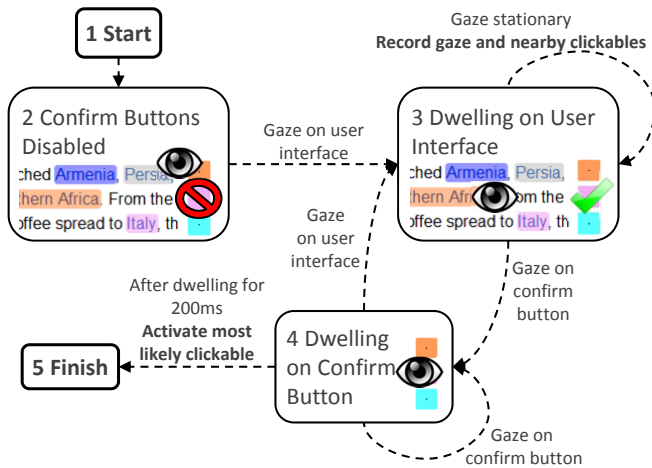 1 Start
Gaze stationary
Record gaze and nearby clickables
2 Confirm Buttons
Disabled
ched Armenia, Persia,
thern Africa. From the
offee spread to Italy, th
Gaze on user
interface
3 Dwelling on User
Interface
ched Armenia, Persia,
hern Afri om the
offee spread to Italy, th
Gaze
on user
interface
Gaze on
confirm
button
After dwelling for
200ms
Activate most
likely clickable
5 Finish
4 Dwelling
on Confirm
Button
Gaze on
confirm button